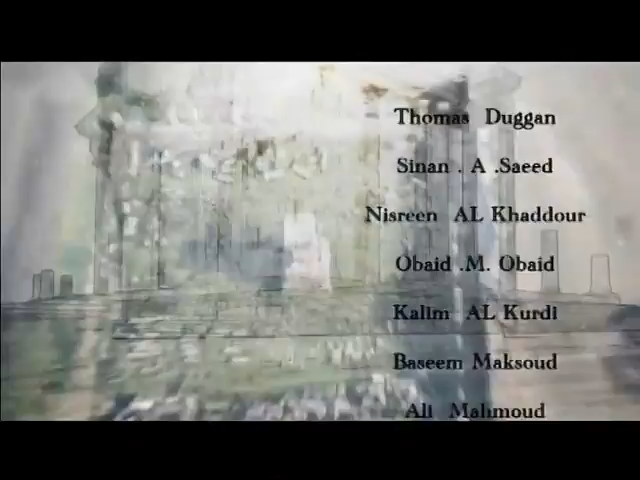 Thomas Duggan
Sinan . A .Saeed
Nisreen AL Khaddour
Obaid .M. Obaid
Kalim AL Kurdi
Baseem Maksoud
Ali Mahmoud